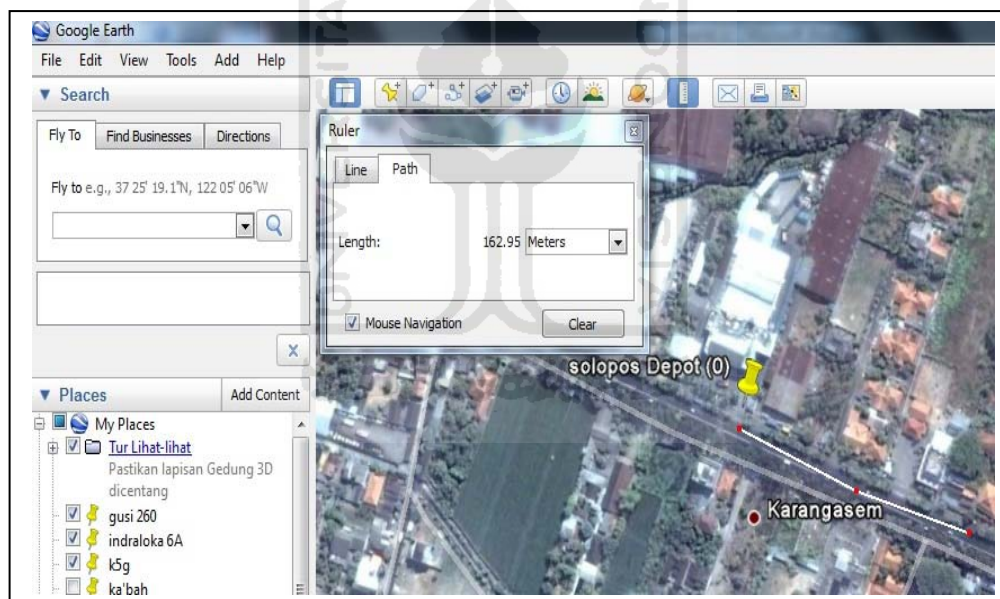 Google Earth
File Edit View Tools Add Help
Search
Fly To Find Businesses Directions
Fly to e.g., 37 25' 19.1"N, 122 05' 06"W
Ruler
Line Path
Length: 162.95 Meters
Mouse Navigation Clear
Places Add Content
My Places
Tur Lihat-lihat
Pastikan lapisan Gedung 3D
dicentang
gusi 260
indraloka 6A
k5g
ka'bah
solopos Depot (0)
Karangasem